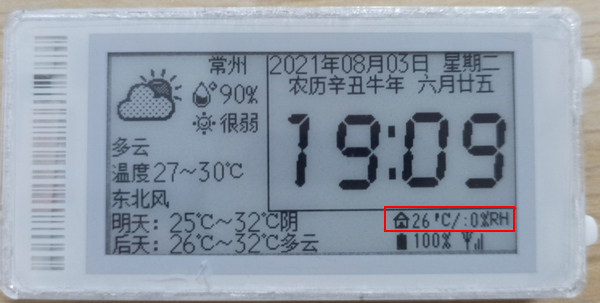 常州
90%
很弱
多云
温度27~30℃
东北风
明天: 25℃~32℃阴
后天: 26℃~32℃多云
2021年08月03日 星期二
农历辛丑牛年 六月廿五
19:09
26 '℃/:0%RH
100%